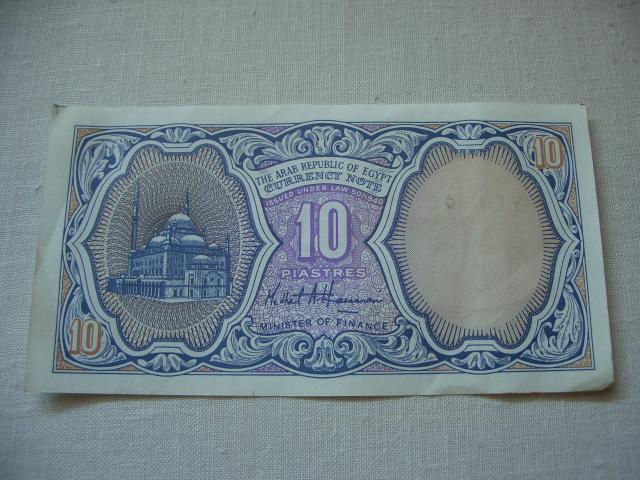 10
THE ARAB REPUBLIC OF EGYPT
CURRENCY NOTE
ISSUED UNDER LAW 50/1940
10
PIASTRES
MINISTER OF FINANCE
10